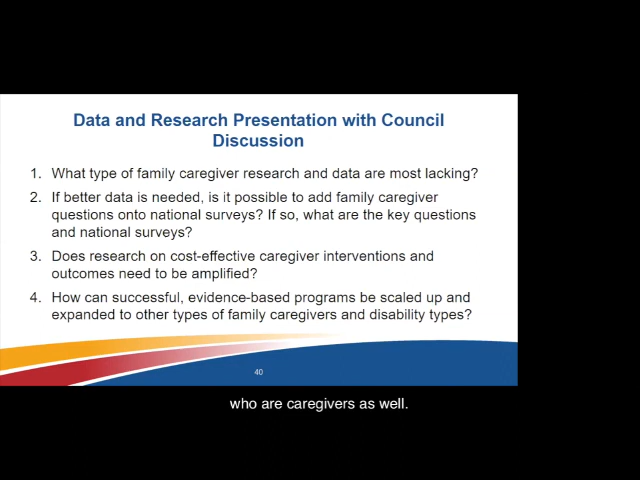 Data and Research Presentation with Council
Discussion
1. What type of family caregiver research and data are most lacking?
2. If better data is needed, is it possible to add family caregiver
questions onto national surveys? If so, what are the key questions
and national surveys?
3. Does research on cost-effective caregiver interventions and
outcomes need to be amplified?
4. How can successful, evidence-based programs be scaled up and
expanded to other types of family caregivers and disability types?
40
who are caregivers as well.